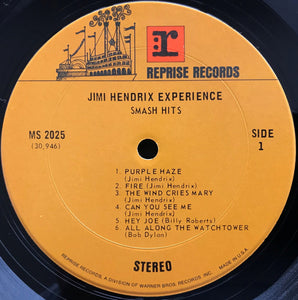 r:
REPRISE RECORDS
JIMI HENDRIX EXPERIENCE
SMASH HITS
MS 2025
(30,946)
SIDE
1
1. PURPLE HAZE
(Jimi Hendrix)
2. FIRE (Jimi Hendrix)
3. THE WIND CRIES MARY
(Jimi Hendrix)
4. CAN YOU SEE ME
(Jimi Hendrix)
5. HEY JOE (Billy Roberts)
6. ALL ALONG THE WATCHTOWER
(Bob Dylan)
STEREO
REPRISE RECORDS, A DIVISION OF WARNER BROS. RECORDS, INC. MADE IN U.S.A.